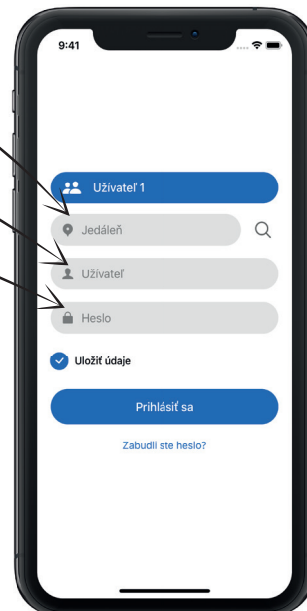 9:41
Užívateľ 1
Jedáleň
Užívateľ
Heslo
Uložiť údaje
Prihlásiť sa
Zabudli ste heslo?